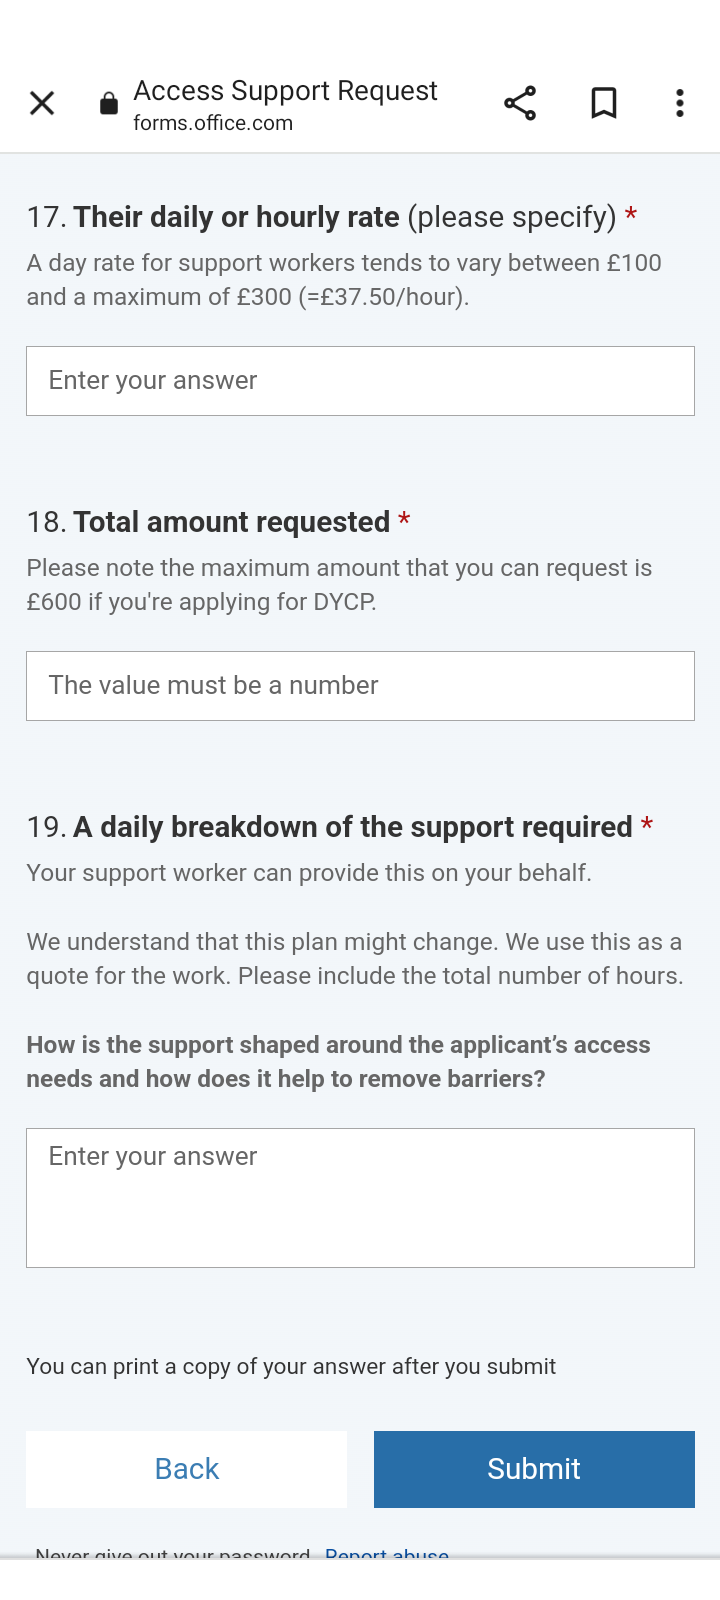 Access Support Request
forms.office.com
17. Their daily or hourly rate (please specify) *
A day rate for support workers tends to vary between £100
and a maximum of £300 (=£37.50/hour).
Enter your answer
18. Total amount requested *
Please note the maximum amount that you can request is
£600 if you're applying for DYCP.
The value must be a number
19. A daily breakdown of the support required *
Your support worker can provide this on your behalf.
We understand that this plan might change. We use this as a
quote for the work. Please include the total number of hours.
How is the support shaped around the applicant’s access
needs and how does it help to remove barriers?
Enter your answer
You can print a copy of your answer after you submit
Back
Submit
Never give out your password. Report abuse